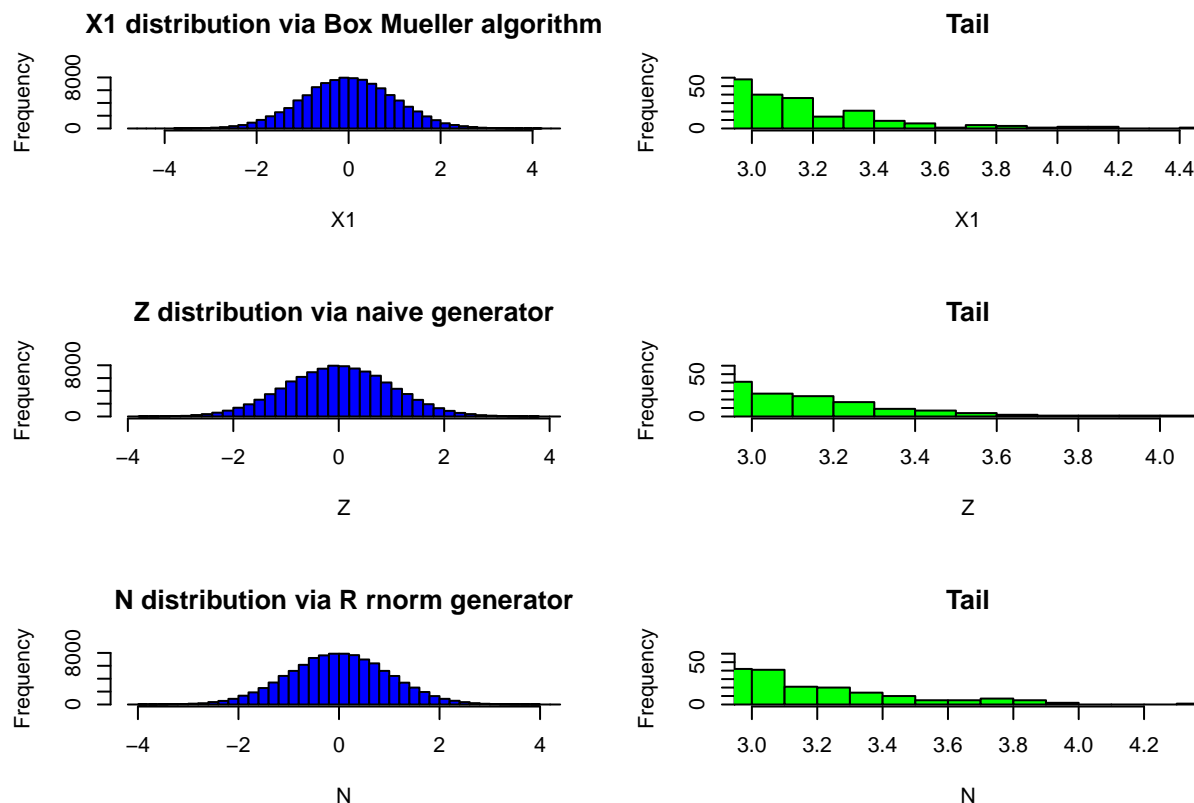 X1 distribution via Box Mueller algorithm
Frequency
0
8000
−4 −2 0 2 4
X1
Tail
Frequency
0
50
3.0 3.2 3.4 3.6 3.8 4.0 4.2 4.4
X1
Z distribution via naive generator
Frequency
0
8000
−4 −2 0 2 4
Z
Tail
Frequency
0
50
3.0 3.2 3.4 3.6 3.8 4.0
Z
N distribution via R rnorm generator
Frequency
0
8000
−4 −2 0 2 4
N
Tail
Frequency
0
50
3.0 3.2 3.4 3.6 3.8 4.0 4.2
N